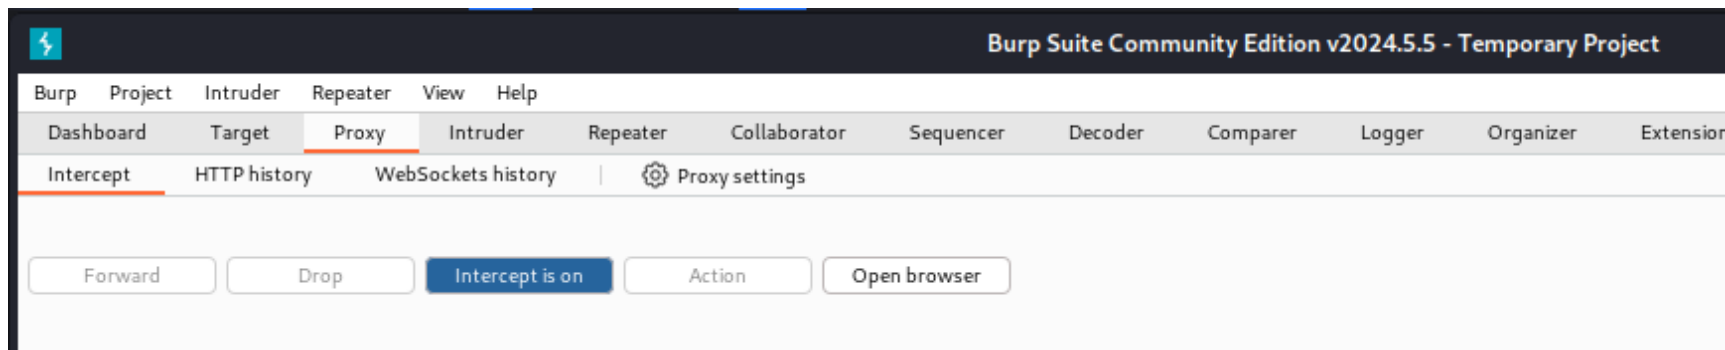 Burp Suite Community Edition v2024.5.5 - Temporary Project
Burp Project Intruder Repeater View Help
Dashboard Target Proxy Intruder Repeater Collaborator Sequencer Decoder Comparer Logger Organizer Extension
Intercept HTTP history WebSockets history Proxy settings
Forward Drop Intercept is on Action Open browser